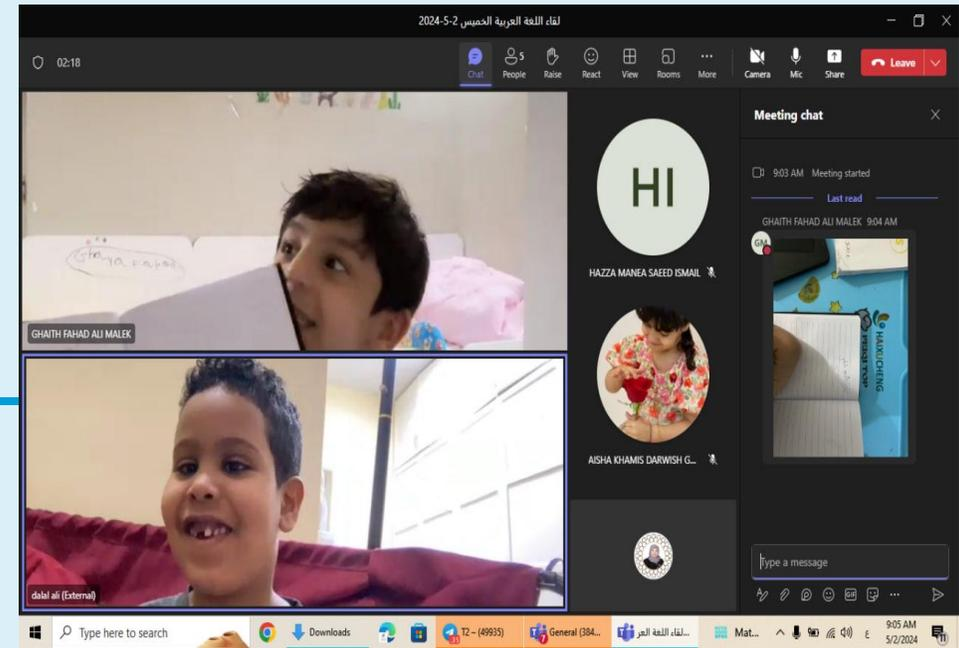 لقاء اللغة العربية الخميس 2-5-2024
02:18
Chat
5
People
Raise
React
View
Rooms
More
Camera
Mic
Share
Leave
GHAITH FAHAD ALI MALEK
dalal ali (External)
HI
HAZZA MANEA SAEED ISMAIL
AISHA KHAMIS DARWISH G...
Meeting chat
9:03 AM Meeting started
Last read
GHAITH FAHAD ALI MALEK 9:04 AM
GM
HAIXUCHENG
Type a message
GIF
Type here to search
Downloads
T2 – (49935)
General (384...
لقاء اللغة العر...
Mat...
ع
9:05 AM
5/2/2024